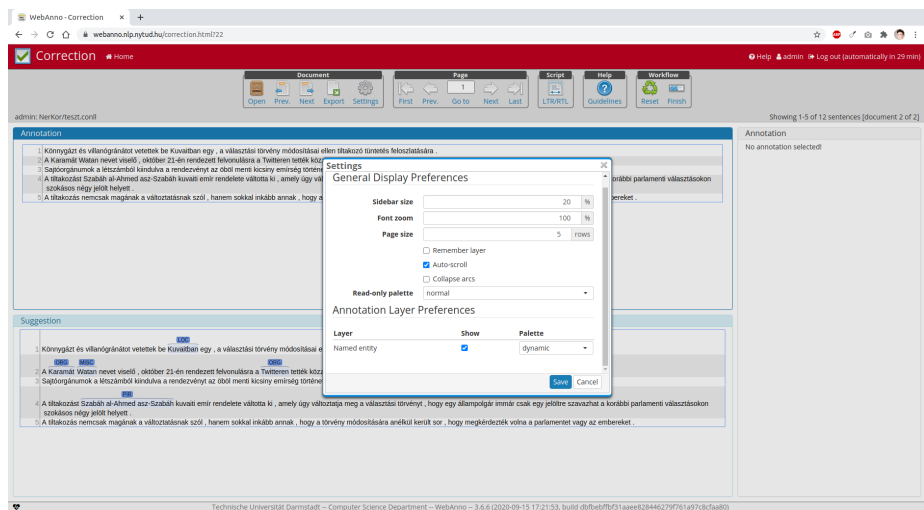 WebAnno - Correction
webanno.nlp.nytud.hu/correction.html?22
Correction Home
Help admin Log out (automatically in 29 min)
Document Page Script Help Workflow
1
Open Prev. Next Export Settings First Prev. Go to Next Last LTR/RTL Guidelines Reset Finish
admin: NerKor/teszt.conll
Showing 1-5 of 12 sentences [document 2 of 2]
Annotation
1 Könnygázt és villanógránátot vetettek be Kuvaitban egy , a választási törvény módosításai ellen tiltakozó tüntetés feloszlatására .
2 A Karamát Watan nevet viselő , október 21-én rendezett felvonulásra a Twitteren tették köz
3 Sajtóorgánumok a létszámból kiindulva a rendezvényt az öböl menti kicsiny emírség történe
4 A tiltakozást Szabáh al-Ahmed asz-Szabáh kuvaiti emír rendelete váltotta ki , amely úgy vál
orábbi parlamenti választásokon
szokásos négy jelölt helyett .
5 A tiltakozás nemcsak magának a változtatásnak szól , hanem sokkal inkább annak , hogy a
bereket .
Annotation
No annotation selected!
Settings
General Display Preferences
Sidebar size 20 %
Font zoom 100 %
Page size 5 rows
Remember layer
Auto-scroll
Collapse arcs
Read-only palette normal
Annotation Layer Preferences
Layer Show Palette
Named entity dynamic
Save Cancel
Suggestion
LOC
1 Könnygázt és villanógránátot vetettek be Kuvaitban egy , a választási törvény módosításai e
ORG MISC ORG
2 A Karamát Watan nevet viselő , október 21-én rendezett felvonulásra a Twitteren tették köz
3 Sajtóorgánumok a létszámból kiindulva a rendezvényt az öböl menti kicsiny emírség történe
PER
4 A tiltakozást Szabáh al-Ahmed asz-Szabáh kuvaiti emír rendelete váltotta ki , amely úgy változtatja meg a választási törvényt , hogy egy állampolgár immár csak egy jelöltre szavazhat a korábbi parlamenti választásokon
szokásos négy jelölt helyett .
5 A tiltakozás nemcsak magának a változtatásnak szól , hanem sokkal inkább annak , hogy a törvény módosítására anélkül került sor , hogy megkérdezték volna a parlamentet vagy az embereket .
Technische Universität Darmstadt -- Computer Science Department -- WebAnno -- 3.6.6 (2020-09-15 17:21:53, build dbfbebffbf31aaee828446279f761a97c8cfaa80)